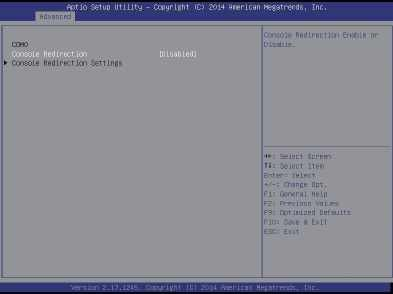 Aptio Setup Utility - Copyright (C) 2014 American Megatrends, Inc.
Advanced
COM0
Console Redirection [Disabled]
Console Redirection Settings
Console Redirection Enable or
Disable.
→←: Select Screen
↑↓: Select Item
Enter: Select
+/-: Change Opt.
F1: General Help
F2: Previous Values
F9: Optimized Defaults
F10: Save & Exit
ESC: Exit
Version 2.17.1245. Copyright (C) 2014 American Megatrends, Inc.